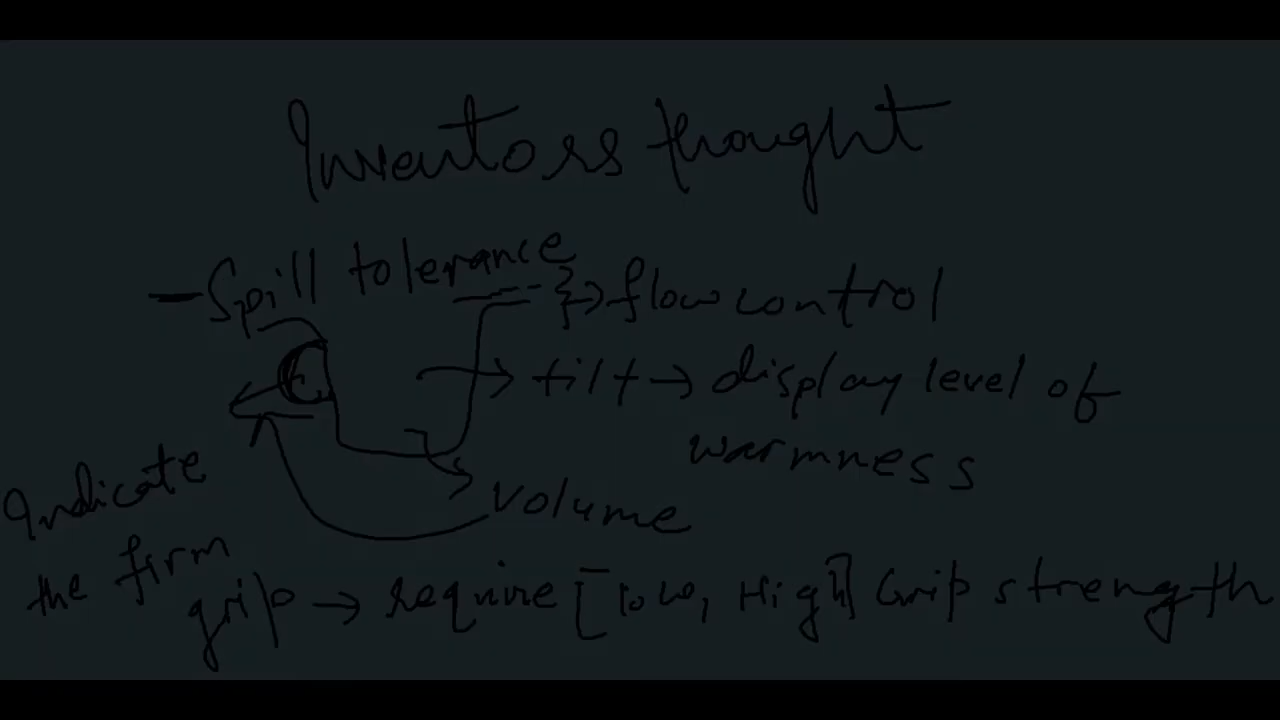 Inventors thought
- Spill tolerance } → flow control
→ tilt → display level of
warmness
→ volume
Indicate
the firm
grip → require [low, High] Grip strength